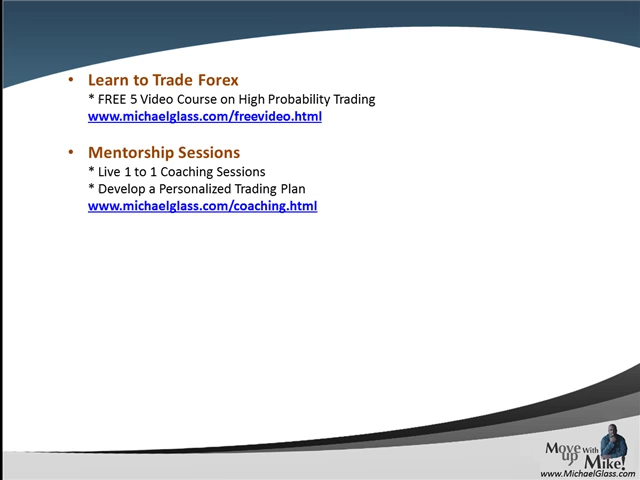 • Learn to Trade Forex
* FREE 5 Video Course on High Probability Trading
www.michaelglass.com/freevideo.html
• Mentorship Sessions
* Live 1 to 1 Coaching Sessions
* Develop a Personalized Trading Plan
www.michaelglass.com/coaching.html
Move up With Mike!
www.MichaelGlass.com